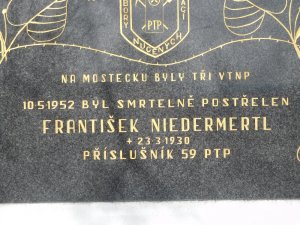 PTP
NUCENÝCH
NA MOSTECKU BYLY TŘI VTNP
10.5.1952 BYL SMRTELNĚ POSTŘELEN
FRANTIŠEK NIEDERMERTL
+ 23.3.1930
PŘÍSLUŠNÍK 59 PTP